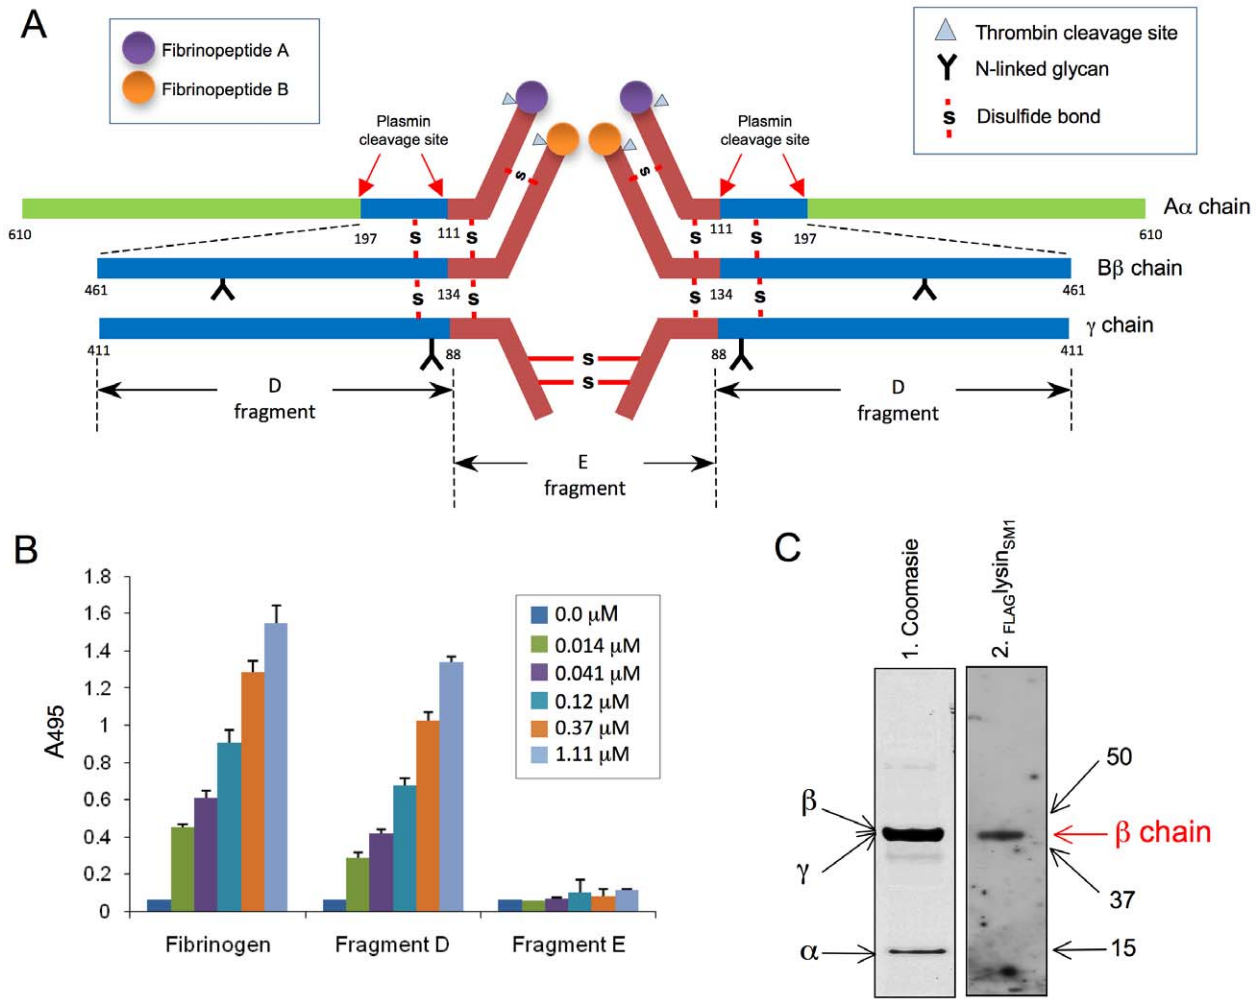 A
Fibrinopeptide A
Fibrinopeptide B
Thrombin cleavage site
N-linked glycan
S Disulfide bond
Plasmin
cleavage site
Plasmin
cleavage site
S
S
610
197
S
111
S
S
111
S
197
610
Aα chain
461
S
134
S
S
134
S
461
Bβ chain
411
88
S
S
88
411
γ chain
D
fragment
D
fragment
E
fragment
B
1.8
1.6
1.4
1.2
1
0.8
0.6
0.4
0.2
0
A495
0.0 μM
0.014 μM
0.041 μM
0.12 μM
0.37 μM
1.11 μM
Fibrinogen
Fragment D
Fragment E
C
1. Coomasie
2. FLAGlysinSM1
β
γ
α
50
β chain
37
15